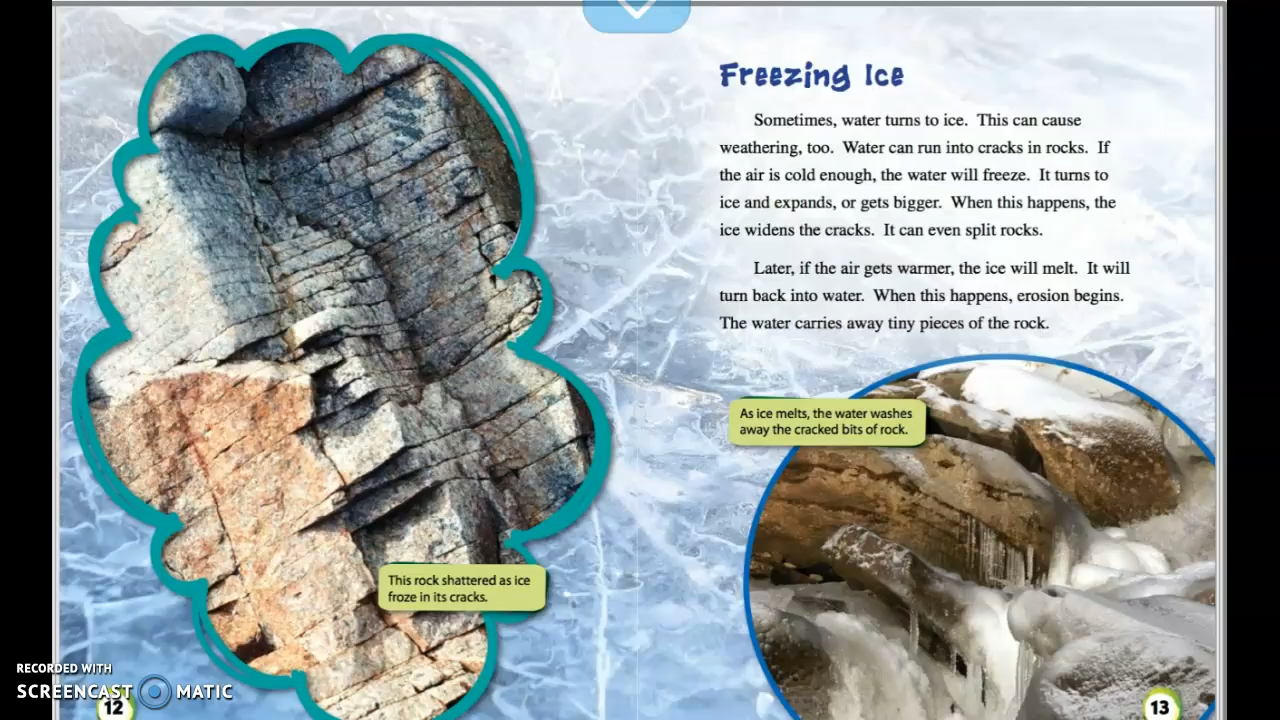 This rock shattered as ice
froze in its cracks.
RECORDED WITH
SCREENCAST MATIC
12
Freezing Ice
Sometimes, water turns to ice. This can cause
weathering, too. Water can run into cracks in rocks. If
the air is cold enough, the water will freeze. It turns to
ice and expands, or gets bigger. When this happens, the
ice widens the cracks. It can even split rocks.
Later, if the air gets warmer, the ice will melt. It will
turn back into water. When this happens, erosion begins.
The water carries away tiny pieces of the rock.
As ice melts, the water washes
away the cracked bits of rock.
13